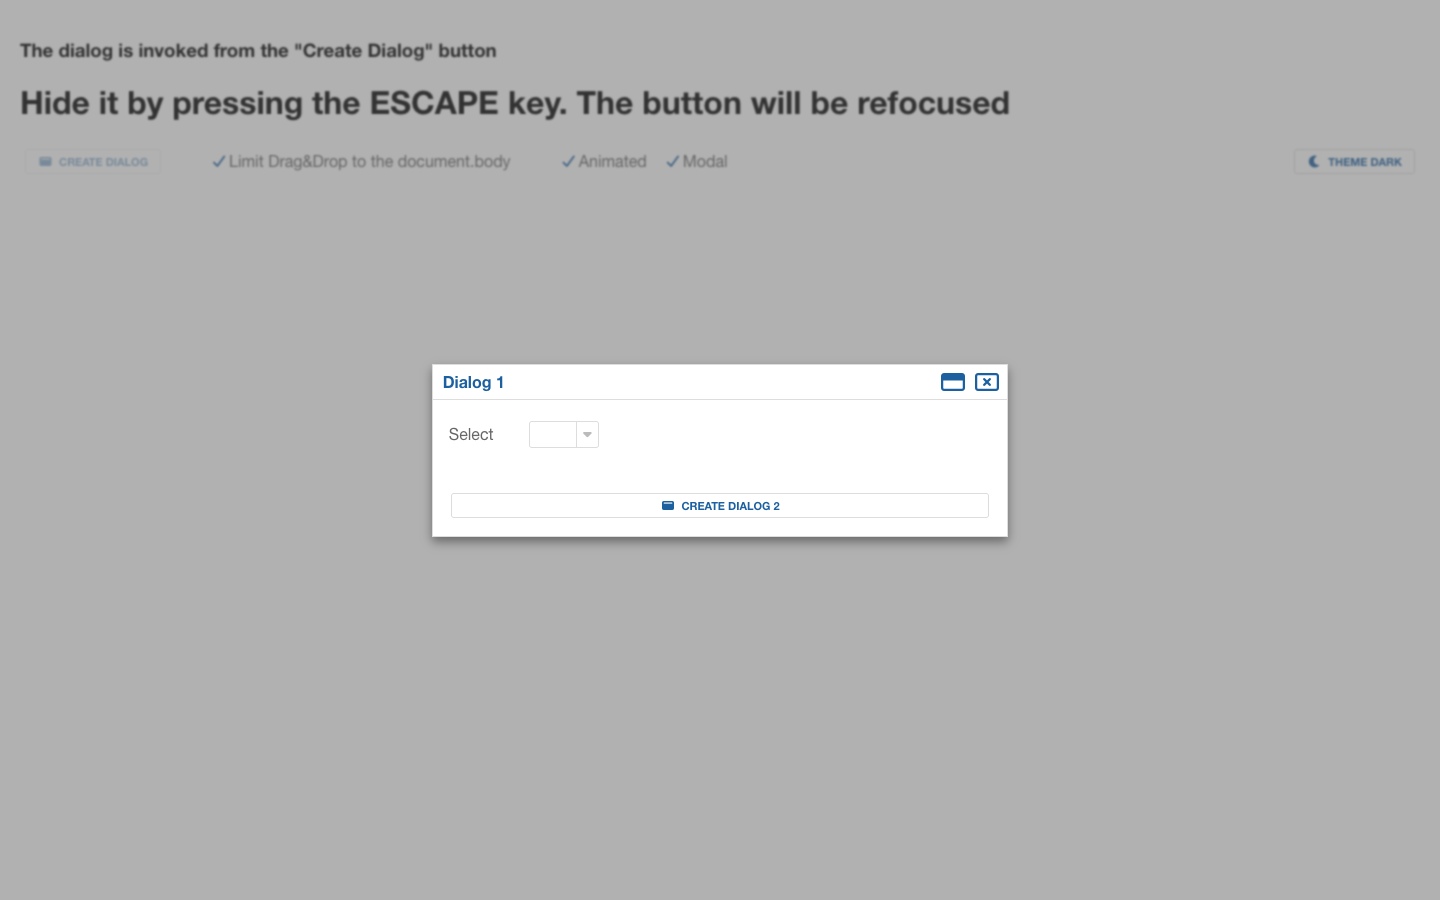 The dialog is invoked from the "Create Dialog" button
Hide it by pressing the ESCAPE key. The button will be refocused
CREATE DIALOG Limit Drag&Drop to the document.body Animated Modal THEME DARK
Dialog 1
Select
CREATE DIALOG 2